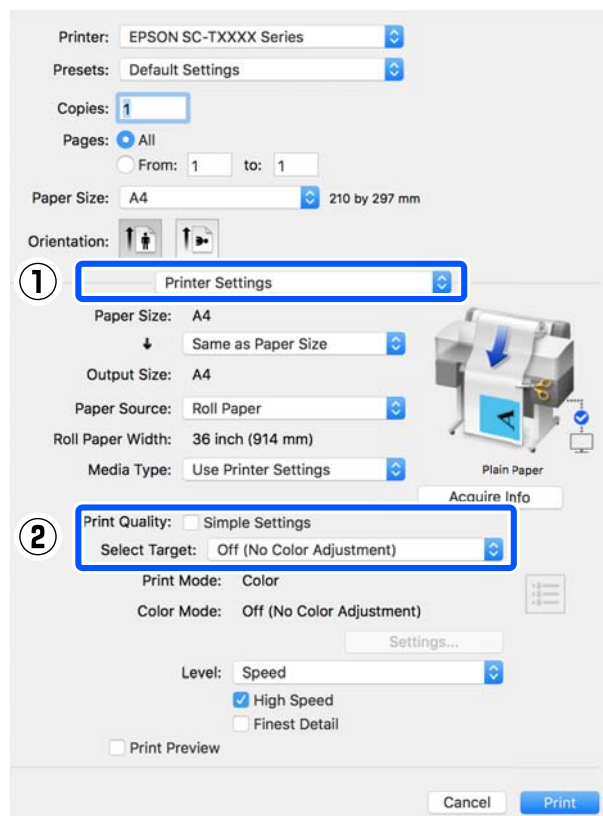 Printer: EPSON SC-TXXXX Series
Presets: Default Settings
Copies: 1
Pages: All
From: 1 to: 1
Paper Size: A4 210 by 297 mm
Orientation:
1 Printer Settings
Paper Size: A4
Same as Paper Size
Output Size: A4
Paper Source: Roll Paper
Roll Paper Width: 36 inch (914 mm)
Media Type: Use Printer Settings
Plain Paper
Acquire Info
2 Print Quality: Simple Settings
Select Target: Off (No Color Adjustment)
Print Mode: Color
Color Mode: Off (No Color Adjustment)
Settings...
Level: Speed
High Speed
Finest Detail
Print Preview
Cancel Print